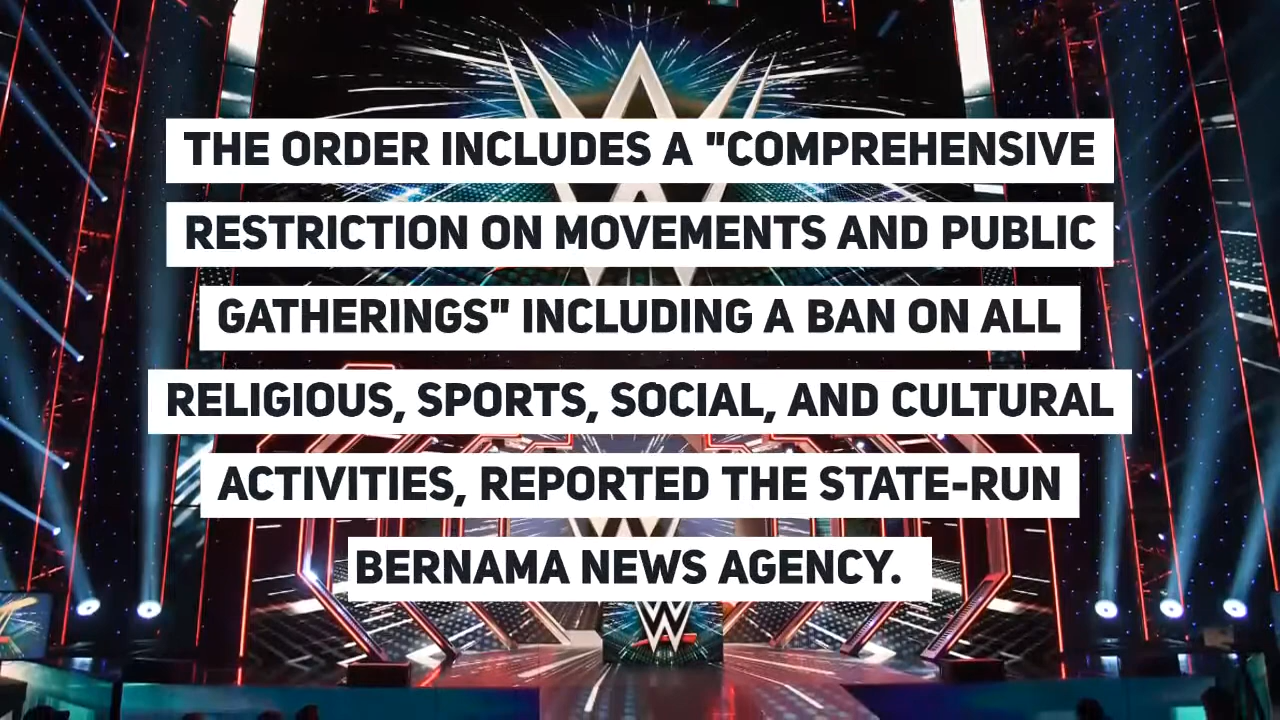 THE ORDER INCLUDES A "COMPREHENSIVE
RESTRICTION ON MOVEMENTS AND PUBLIC
GATHERINGS" INCLUDING A BAN ON ALL
RELIGIOUS, SPORTS, SOCIAL, AND CULTURAL
ACTIVITIES, REPORTED THE STATE-RUN
BERNAMA NEWS AGENCY.